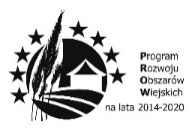 Program
Rozwoju
Obszarów
Wiejskich
na lata 2014-2020